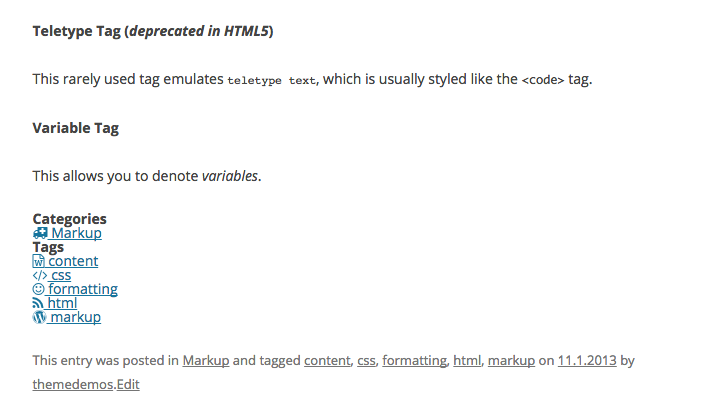 Teletype Tag (deprecated in HTML5)
This rarely used tag emulates teletype text, which is usually styled like the <code> tag.
Variable Tag
This allows you to denote variables.
Categories
Markup
Tags
content
css
formatting
html
markup
This entry was posted in Markup and tagged content, css, formatting, html, markup on 11.1.2013 by
themedemos.Edit